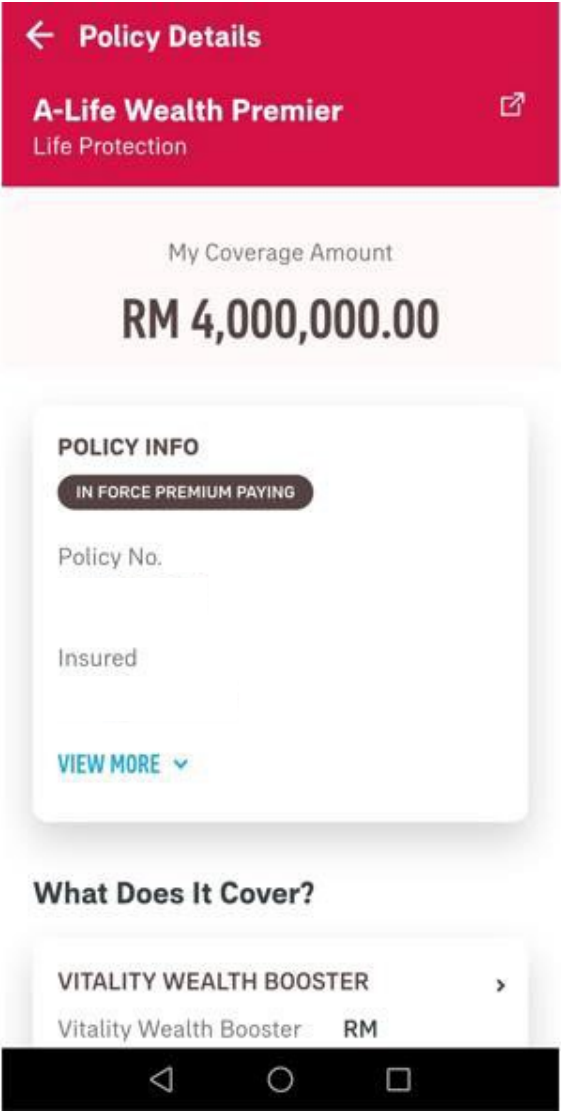 Policy Details
A-Life Wealth Premier
Life Protection
My Coverage Amount
RM 4,000,000.00
POLICY INFO
IN FORCE PREMIUM PAYING
Policy No.
Insured
VIEW MORE
What Does It Cover?
VITALITY WEALTH BOOSTER
Vitality Wealth Booster RM